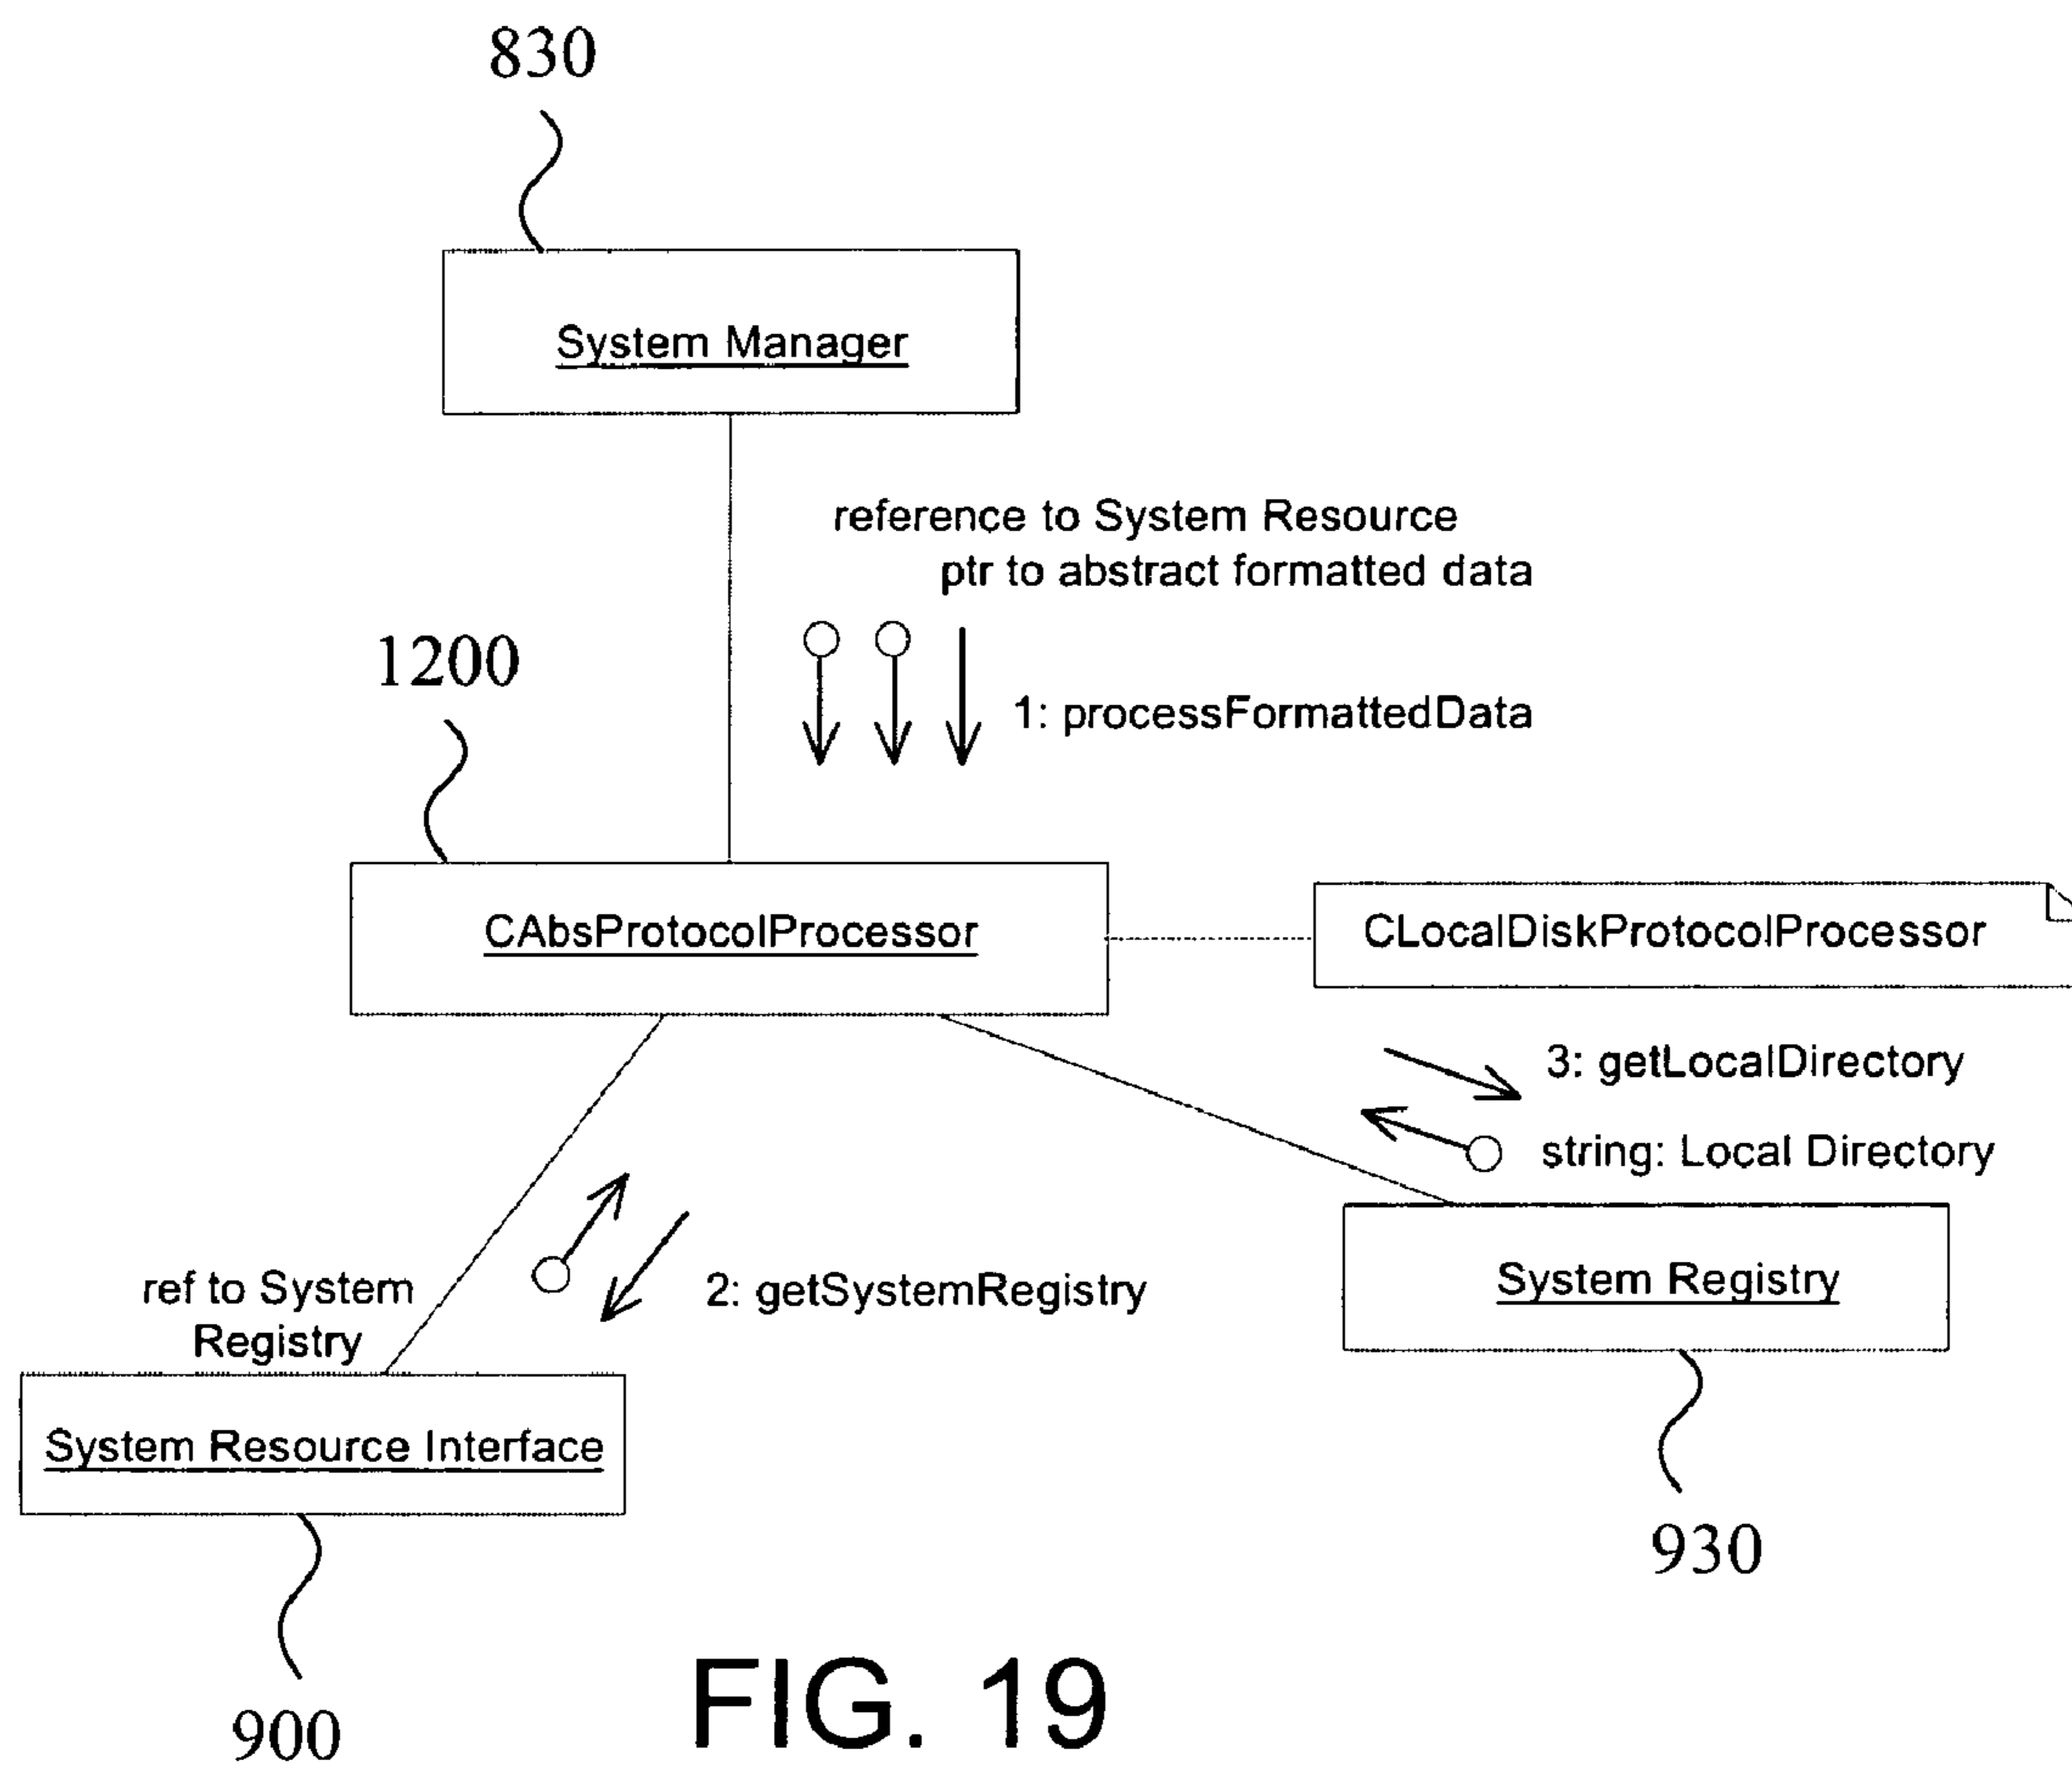 830
System Manager
reference to System Resource
ptr to abstract formatted data
1200
1: processFormattedData
CAbsProtocolProcessor
CLocalDiskProtocolProcessor
3: getLocalDirectory
string: Local Directory
ref to System
Registry
2: getSystemRegistry
System Registry
System Resource Interface
930
900
FIG. 19